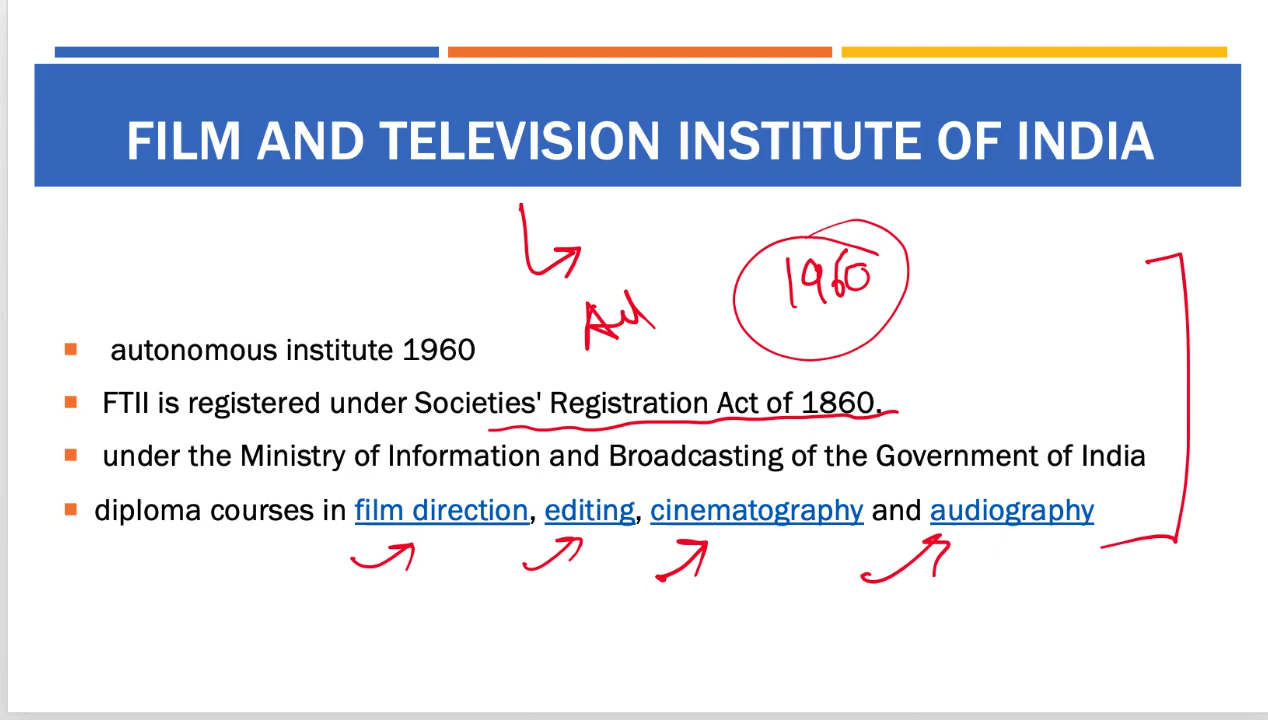 FILM AND TELEVISION INSTITUTE OF INDIA
1960
autonomous institute 1960
FTII is registered under Societies' Registration Act of 1860.
under the Ministry of Information and Broadcasting of the Government of India
diploma courses in film direction, editing, cinematography and audiography